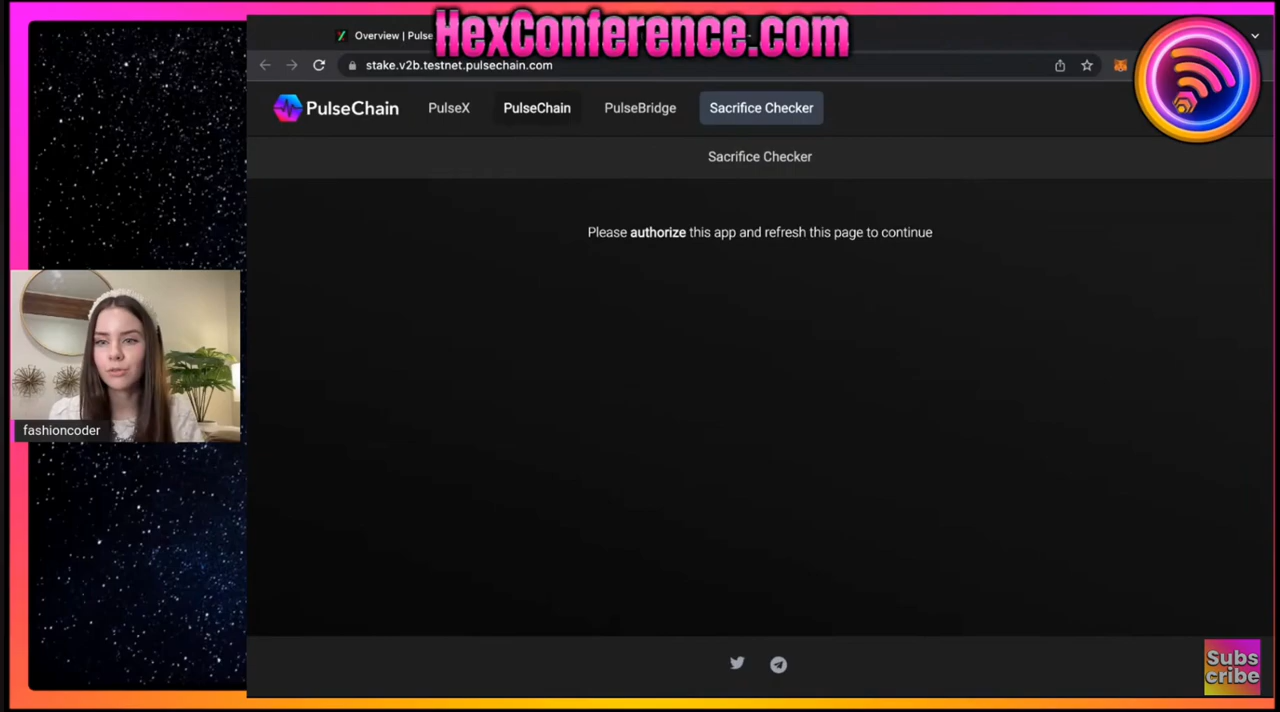 HexConference.com
Overview | Pulse
stake.v2b.testnet.pulsechain.com
PulseChain
PulseX
PulseChain
PulseBridge
Sacrifice Checker
Sacrifice Checker
Please authorize this app and refresh this page to continue
fashioncoder
Subs
cribe